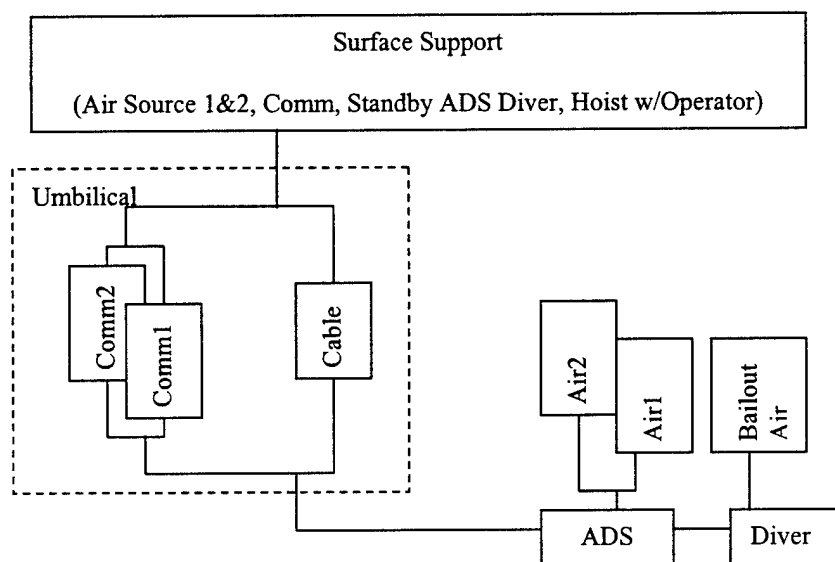 Surface Support
(Air Source 1&2, Comm, Standby ADS Diver, Hoist w/Operator)
Umbilical
Comm2
Comm1
Cable
Air2
Air1
Bailout
Air
ADS
Diver